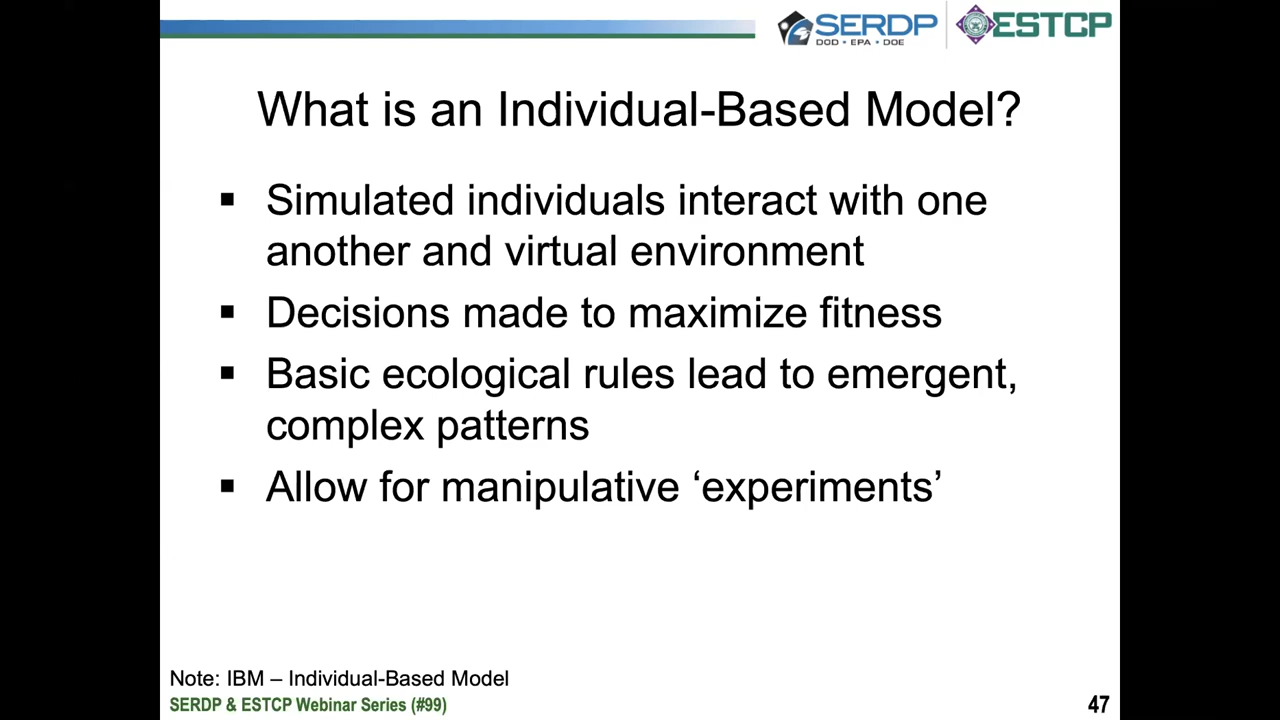 SERDP
DOD • EPA • DOE
ESTCP
What is an Individual-Based Model?
▪ Simulated individuals interact with one
another and virtual environment
▪ Decisions made to maximize fitness
▪ Basic ecological rules lead to emergent,
complex patterns
▪ Allow for manipulative ‘experiments’
Note: IBM – Individual-Based Model
SERDP & ESTCP Webinar Series (#99)
47